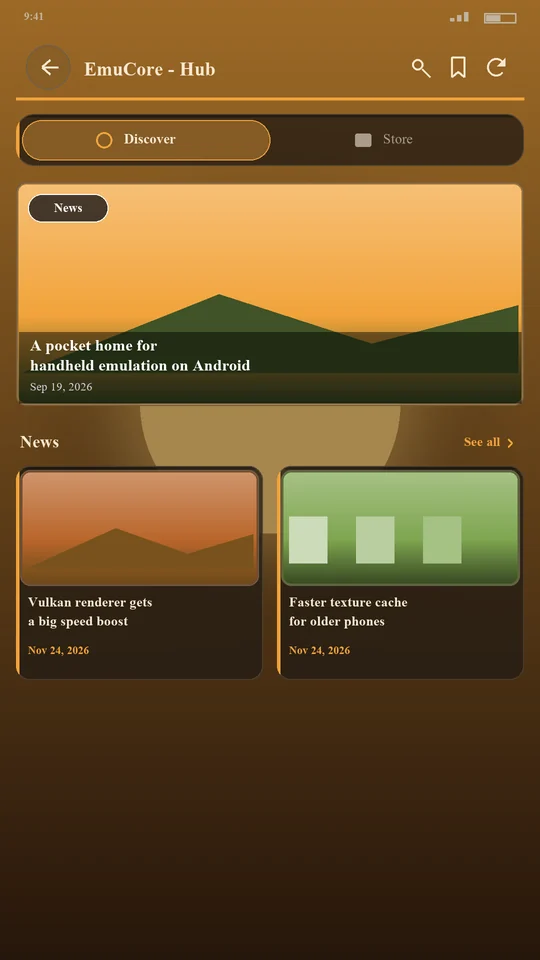 9:41
EmuCore - Hub
Discover
Store
News
A pocket home for
handheld emulation on Android
Sep 19, 2026
News
See all
Vulkan renderer gets
a big speed boost
Nov 24, 2026
Faster texture cache
for older phones
Nov 24, 2026